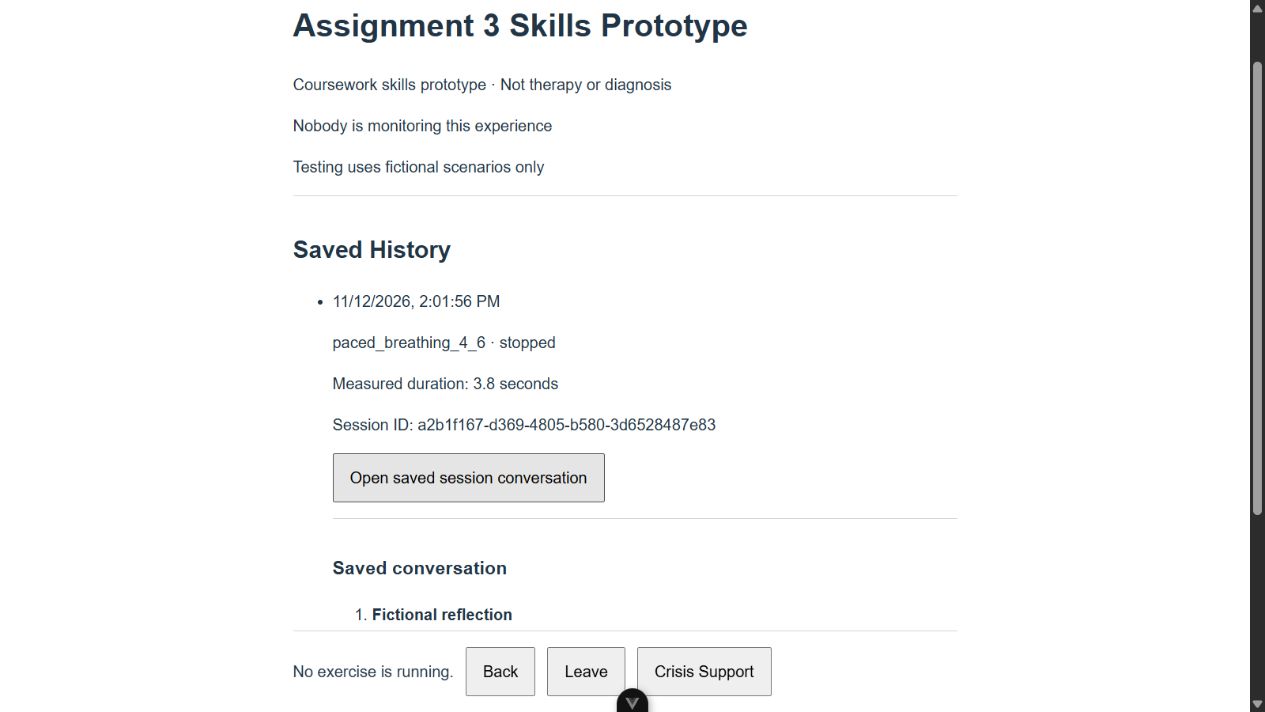 Assignment 3 Skills Prototype
Coursework skills prototype · Not therapy or diagnosis
Nobody is monitoring this experience
Testing uses fictional scenarios only
Saved History
• 11/12/2026, 2:01:56 PM
paced_breathing_4_6 · stopped
Measured duration: 3.8 seconds
Session ID: a2b1f167-d369-4805-b580-3d6528487e83
Open saved session conversation
Saved conversation
1. Fictional reflection
No exercise is running. Back Leave Crisis Support